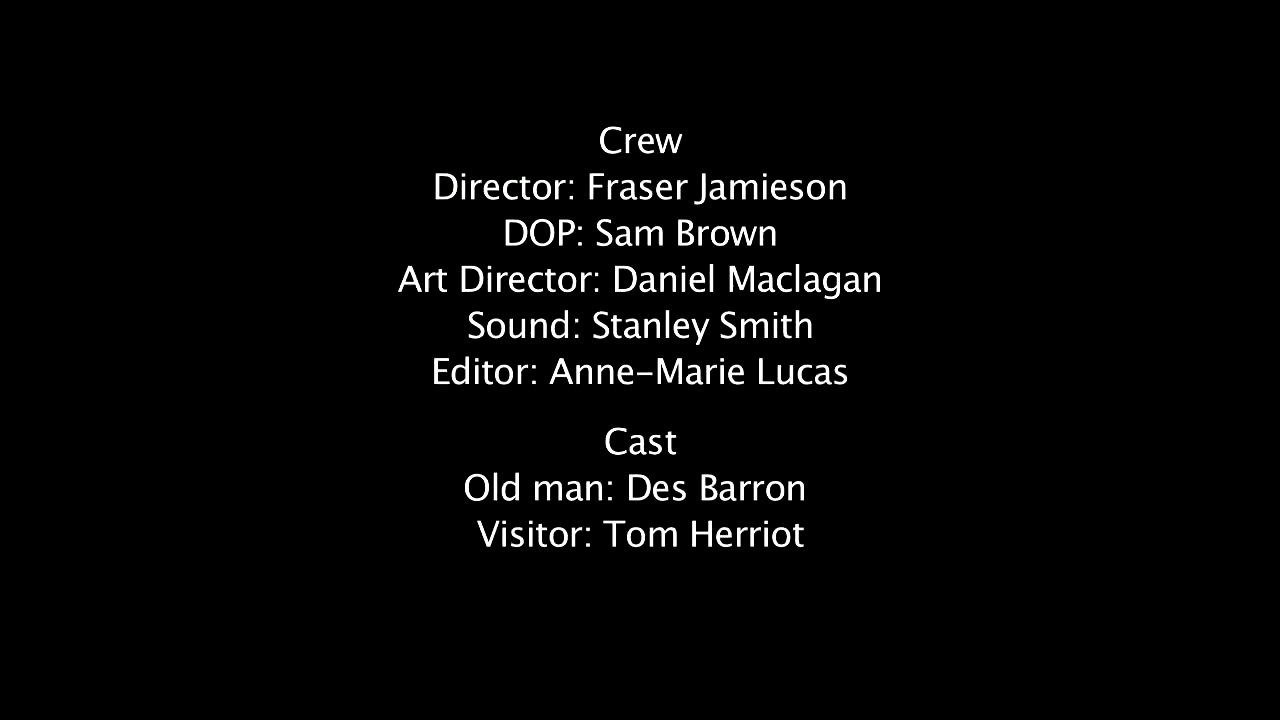 Crew
Director: Fraser Jamieson
DOP: Sam Brown
Art Director: Daniel Maclagan
Sound: Stanley Smith
Editor: Anne-Marie Lucas
Cast
Old man: Des Barron
Visitor: Tom Herriot